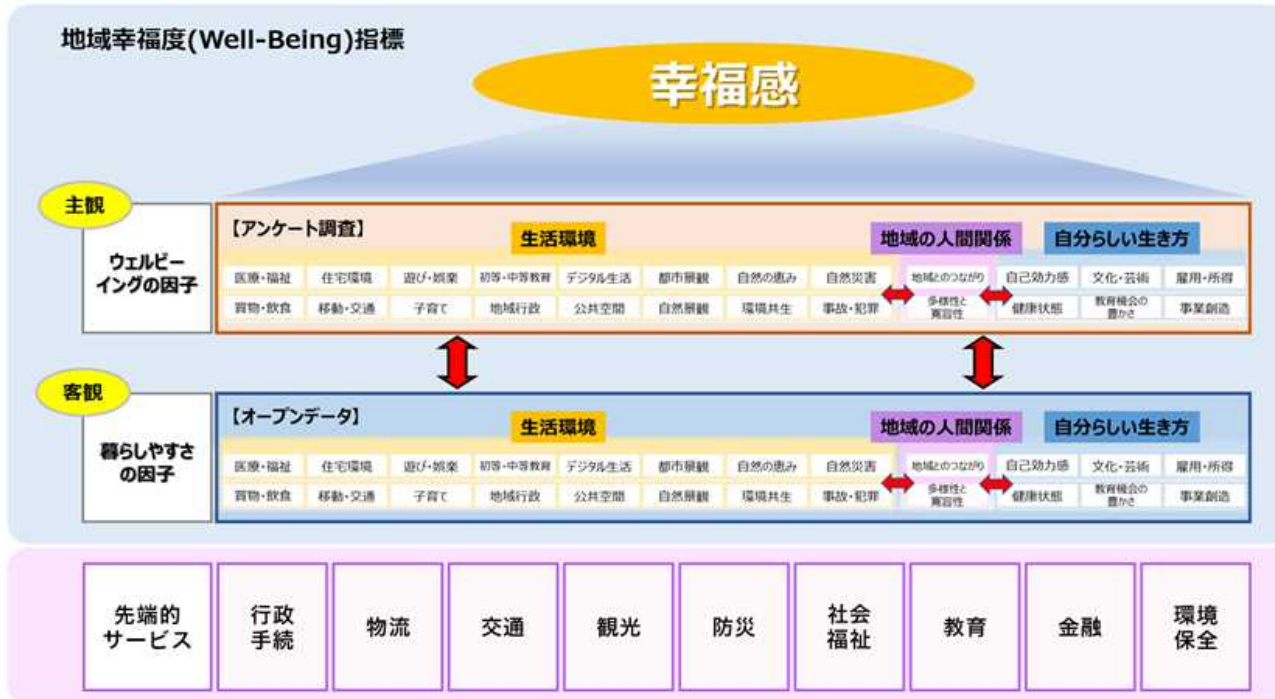 地域幸福度(Well-Being)指標
幸福感
主観
ウェルビー
イングの因子
【アンケート調査】
生活環境
地域の人間関係
自分らしい生き方
医療・福祉 住宅環境 遊び・娯楽 初等・中等教育 デジタル生活 都市景観 自然の恵み 自然災害 地域とのつながり 自己効力感 文化・芸術 雇用・所得
買物・飲食 移動・交通 子育て 地域行政 公共空間 自然景観 環境共生 事故・犯罪 多様性と
寛容性 健康状態 教育機会の
豊かさ 事業創造
客観
暮らしやすさ
の因子
【オープンデータ】
生活環境
地域の人間関係
自分らしい生き方
医療・福祉 住宅環境 遊び・娯楽 初等・中等教育 デジタル生活 都市景観 自然の恵み 自然災害 地域とのつながり 自己効力感 文化・芸術 雇用・所得
買物・飲食 移動・交通 子育て 地域行政 公共空間 自然景観 環境共生 事故・犯罪 多様性と
寛容性 健康状態 教育機会の
豊かさ 事業創造
先端的
サービス
行政
手続
物流
交通
観光
防災
社会
福祉
教育
金融
環境
保全